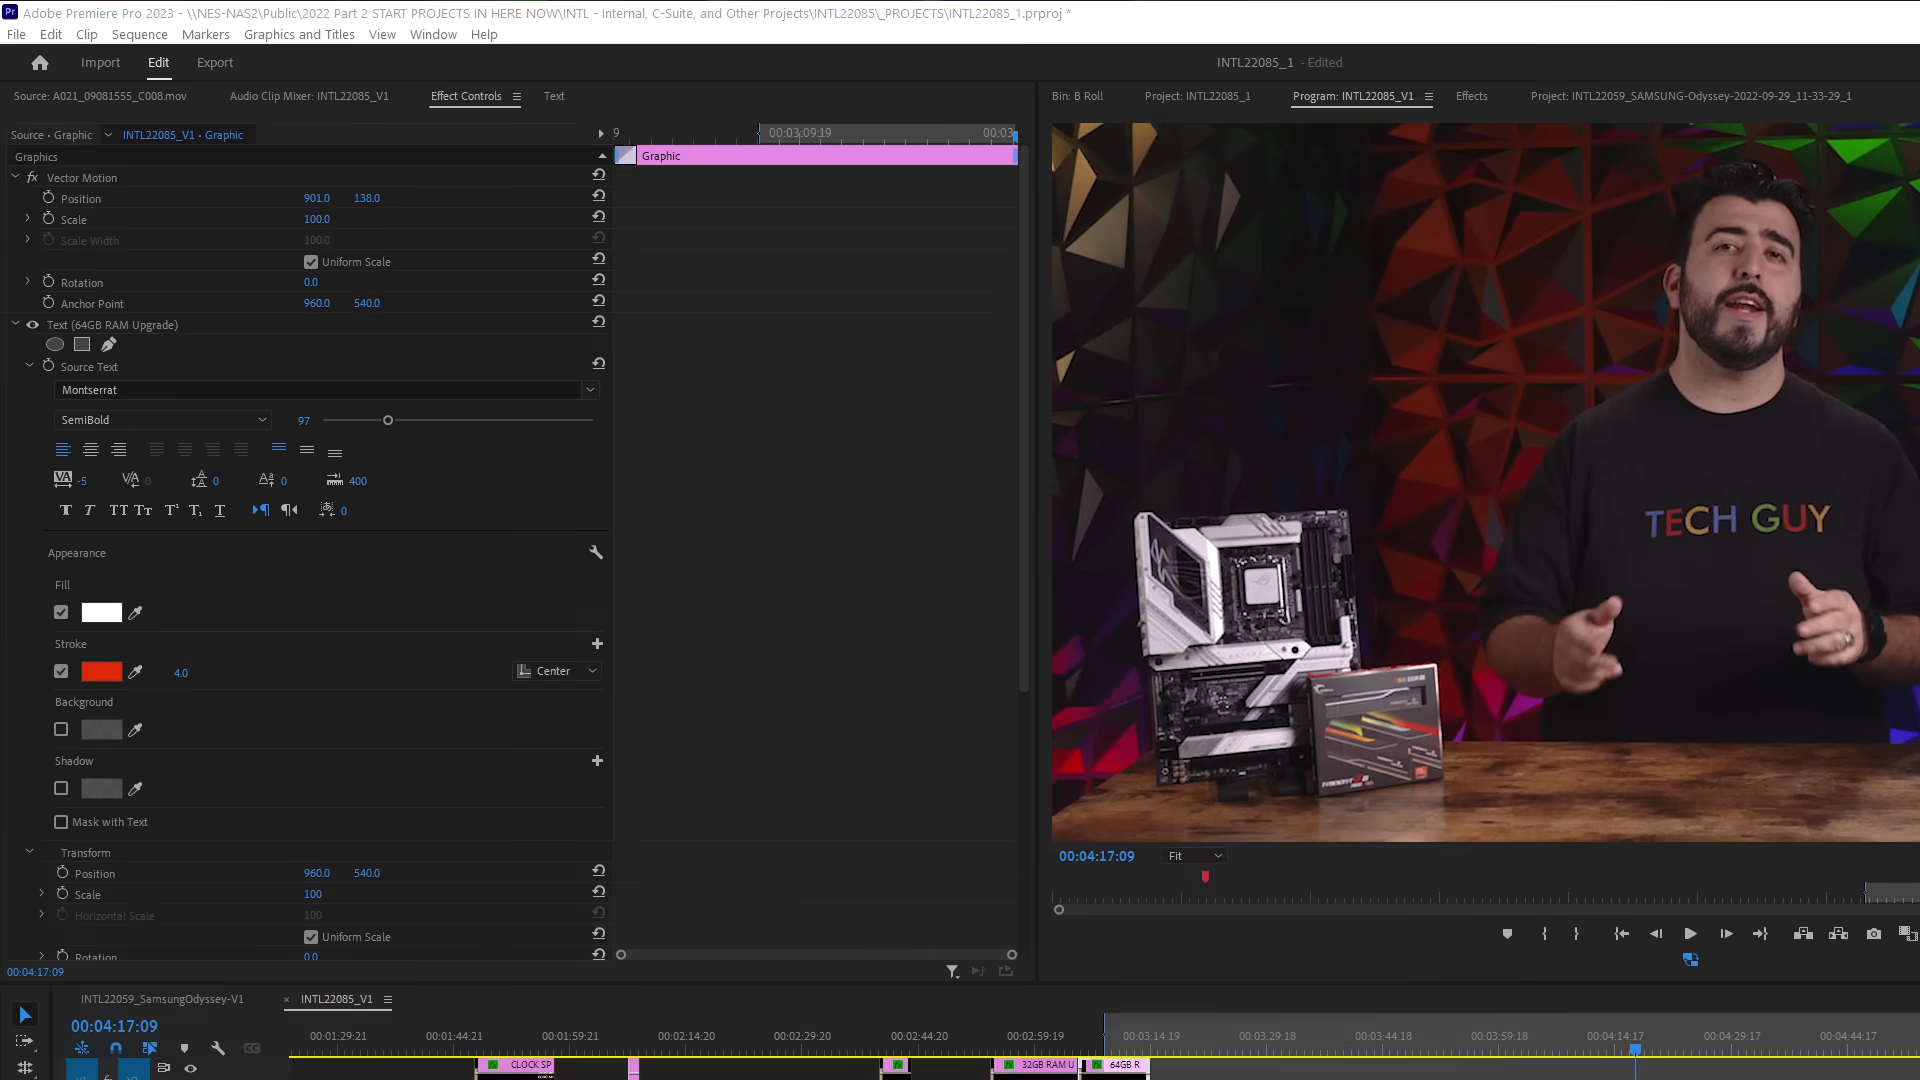 Adobe Premiere Pro 2023 - \\NES-NAS2\Public\2022 Part 2 START PROJECTS IN HERE NOW\INTL - Internal, C-Suite, and Other Projects\INTL22085\_PROJECTS\INTL22085_1.prproj *
File Edit Clip Sequence Markers Graphics and Titles View Window Help
Import Edit Export INTL22085_1 - Edited
Source: A021_09081555_C008.mov Audio Clip Mixer: INTL22085_V1 Effect Controls Text
Bin: B Roll Project: INTL22085_1 Program: INTL22085_V1 Effects Project: INTL22059_SAMSUNG-Odyssey-2022-09-29_11-33-29_1
Source · Graphic INTL22085_V1 · Graphic 9 00:03:09:19 00:03
Graphics Graphic
fx Vector Motion
Position 901.0 138.0
Scale 100.0
Scale Width 100.0
Uniform Scale
Rotation 0.0
Anchor Point 960.0 540.0
Text (64GB RAM Upgrade)
Source Text
Montserrat
SemiBold 97
-5 0 0 0 400
0
TECH GUY
Appearance
Fill
Stroke
4.0 Center
Background
Shadow
Mask with Text
Transform
Position 960.0 540.0
Scale 100
Horizontal Scale 100
Uniform Scale
Rotation 0.0
00:04:17:09 Fit
00:04:17:09
INTL22059_SamsungOdyssey-V1 × INTL22085_V1
00:04:17:09
00:01:29:21 00:01:44:21 00:01:59:21 00:02:14:20 00:02:29:20 00:02:44:20 00:02:59:19 00:03:14:19 00:03:29:18 00:03:44:18 00:03:59:18 00:04:14:17 00:04:29:17 00:04:44:17
CLOCK SP 32GB RAM U 64GB R